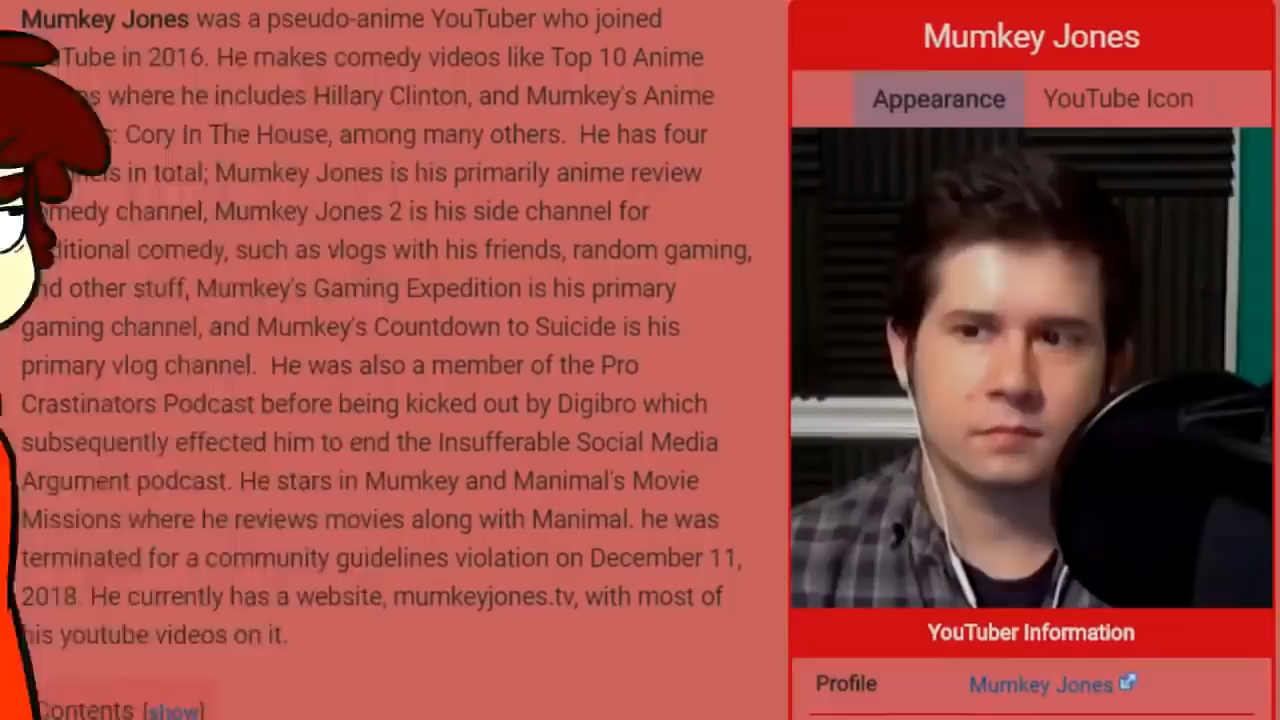 Mumkey Jones was a pseudo-anime YouTuber who joined
Tube in 2016. He makes comedy videos like Top 10 Anime
where he includes Hillary Clinton, and Mumkey's Anime
: Cory In The House, among many others. He has four
in total; Mumkey Jones is his primarily anime review
medy channel, Mumkey Jones 2 is his side channel for
ditional comedy, such as vlogs with his friends, random gaming,
and other stuff, Mumkey's Gaming Expedition is his primary
gaming channel, and Mumkey's Countdown to Suicide is his
primary vlog channel. He was also a member of the Pro
Crastinators Podcast before being kicked out by Digibro which
subsequently effected him to end the Insufferable Social Media
Argument podcast. He stars in Mumkey and Manimal's Movie
Missions where he reviews movies along with Manimal. he was
terminated for a community guidelines violation on December 11,
2018. He currently has a website, mumkeyjones.tv, with most of
his youtube videos on it.
Contents [show]
Mumkey Jones
Appearance YouTube Icon
YouTuber Information
Profile Mumkey Jones